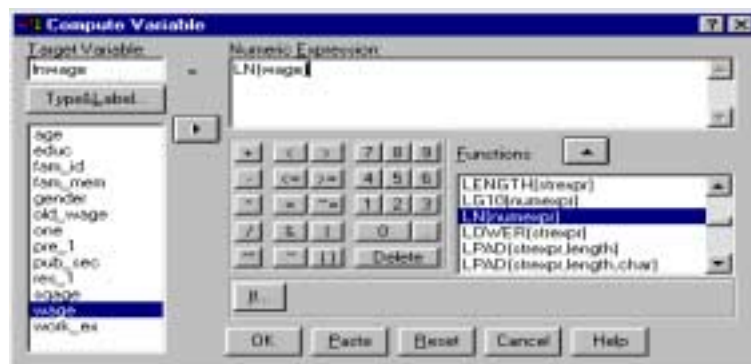 Compute Variable
Target Variable:
lnwage
=
Numeric Expression:
LN(wage)
Type&Label...
age
educ
fam_id
fam_mem
gender
old_wage
one
pre_1
pub_sec
res_1
sqage
wage
work_ex
+ < > 7 8 9
- <= >= 4 5 6
* = ~= 1 2 3
/ & | 0 .
** ~ ( ) Delete
Functions:
LENGTH(strexpr)
LG10(numexpr)
LN(numexpr)
LOWER(strexpr)
LPAD(strexpr,length)
LPAD(strexpr,length,char)
If...
OK Paste Reset Cancel Help